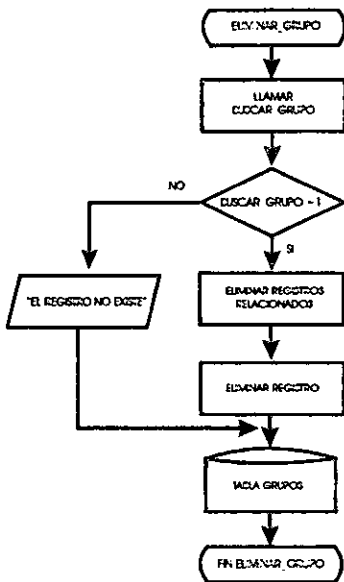 ELIMINAR_GRUPO
LLAMAR
BUSCAR GRUPO
BUSCAR GRUPO = 1
NO
SI
"EL REGISTRO NO EXISTE"
ELIMINAR REGISTROS
RELACIONADOS
ELIMINAR REGISTRO
TABLA GRUPOS
FIN ELIMINAR_GRUPO